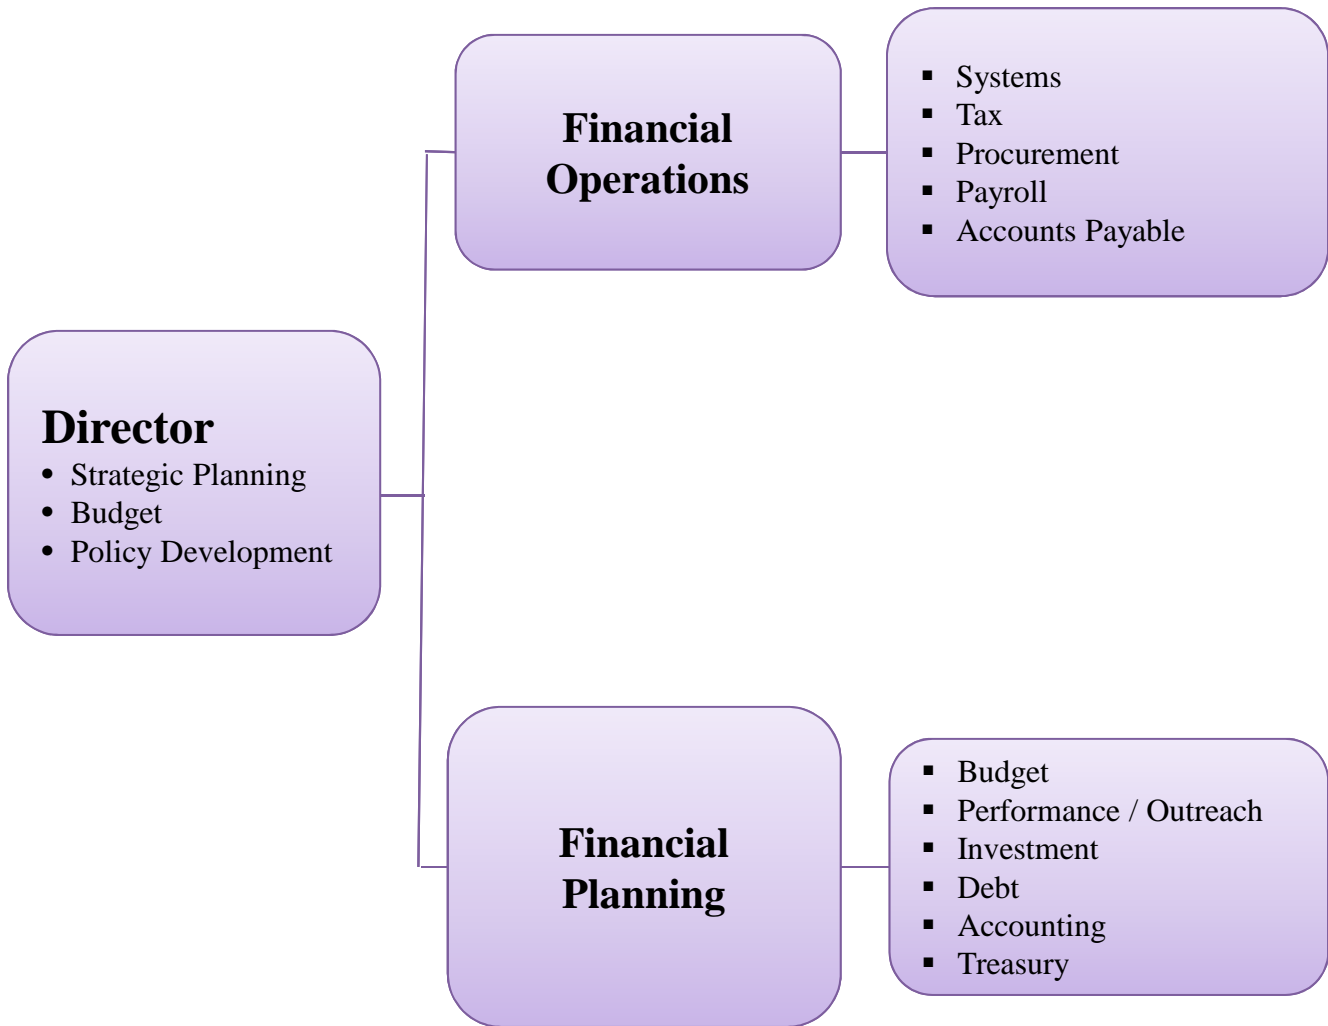 Director
• Strategic Planning
• Budget
• Policy Development
Financial
Operations
▪ Systems
▪ Tax
▪ Procurement
▪ Payroll
▪ Accounts Payable
Financial
Planning
▪ Budget
▪ Performance / Outreach
▪ Investment
▪ Debt
▪ Accounting
▪ Treasury